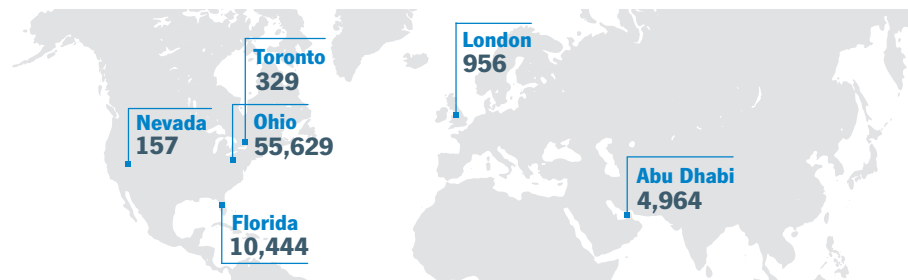 Toronto
329
London
956
Nevada
157
Ohio
55,629
Abu Dhabi
4,964
Florida
10,444